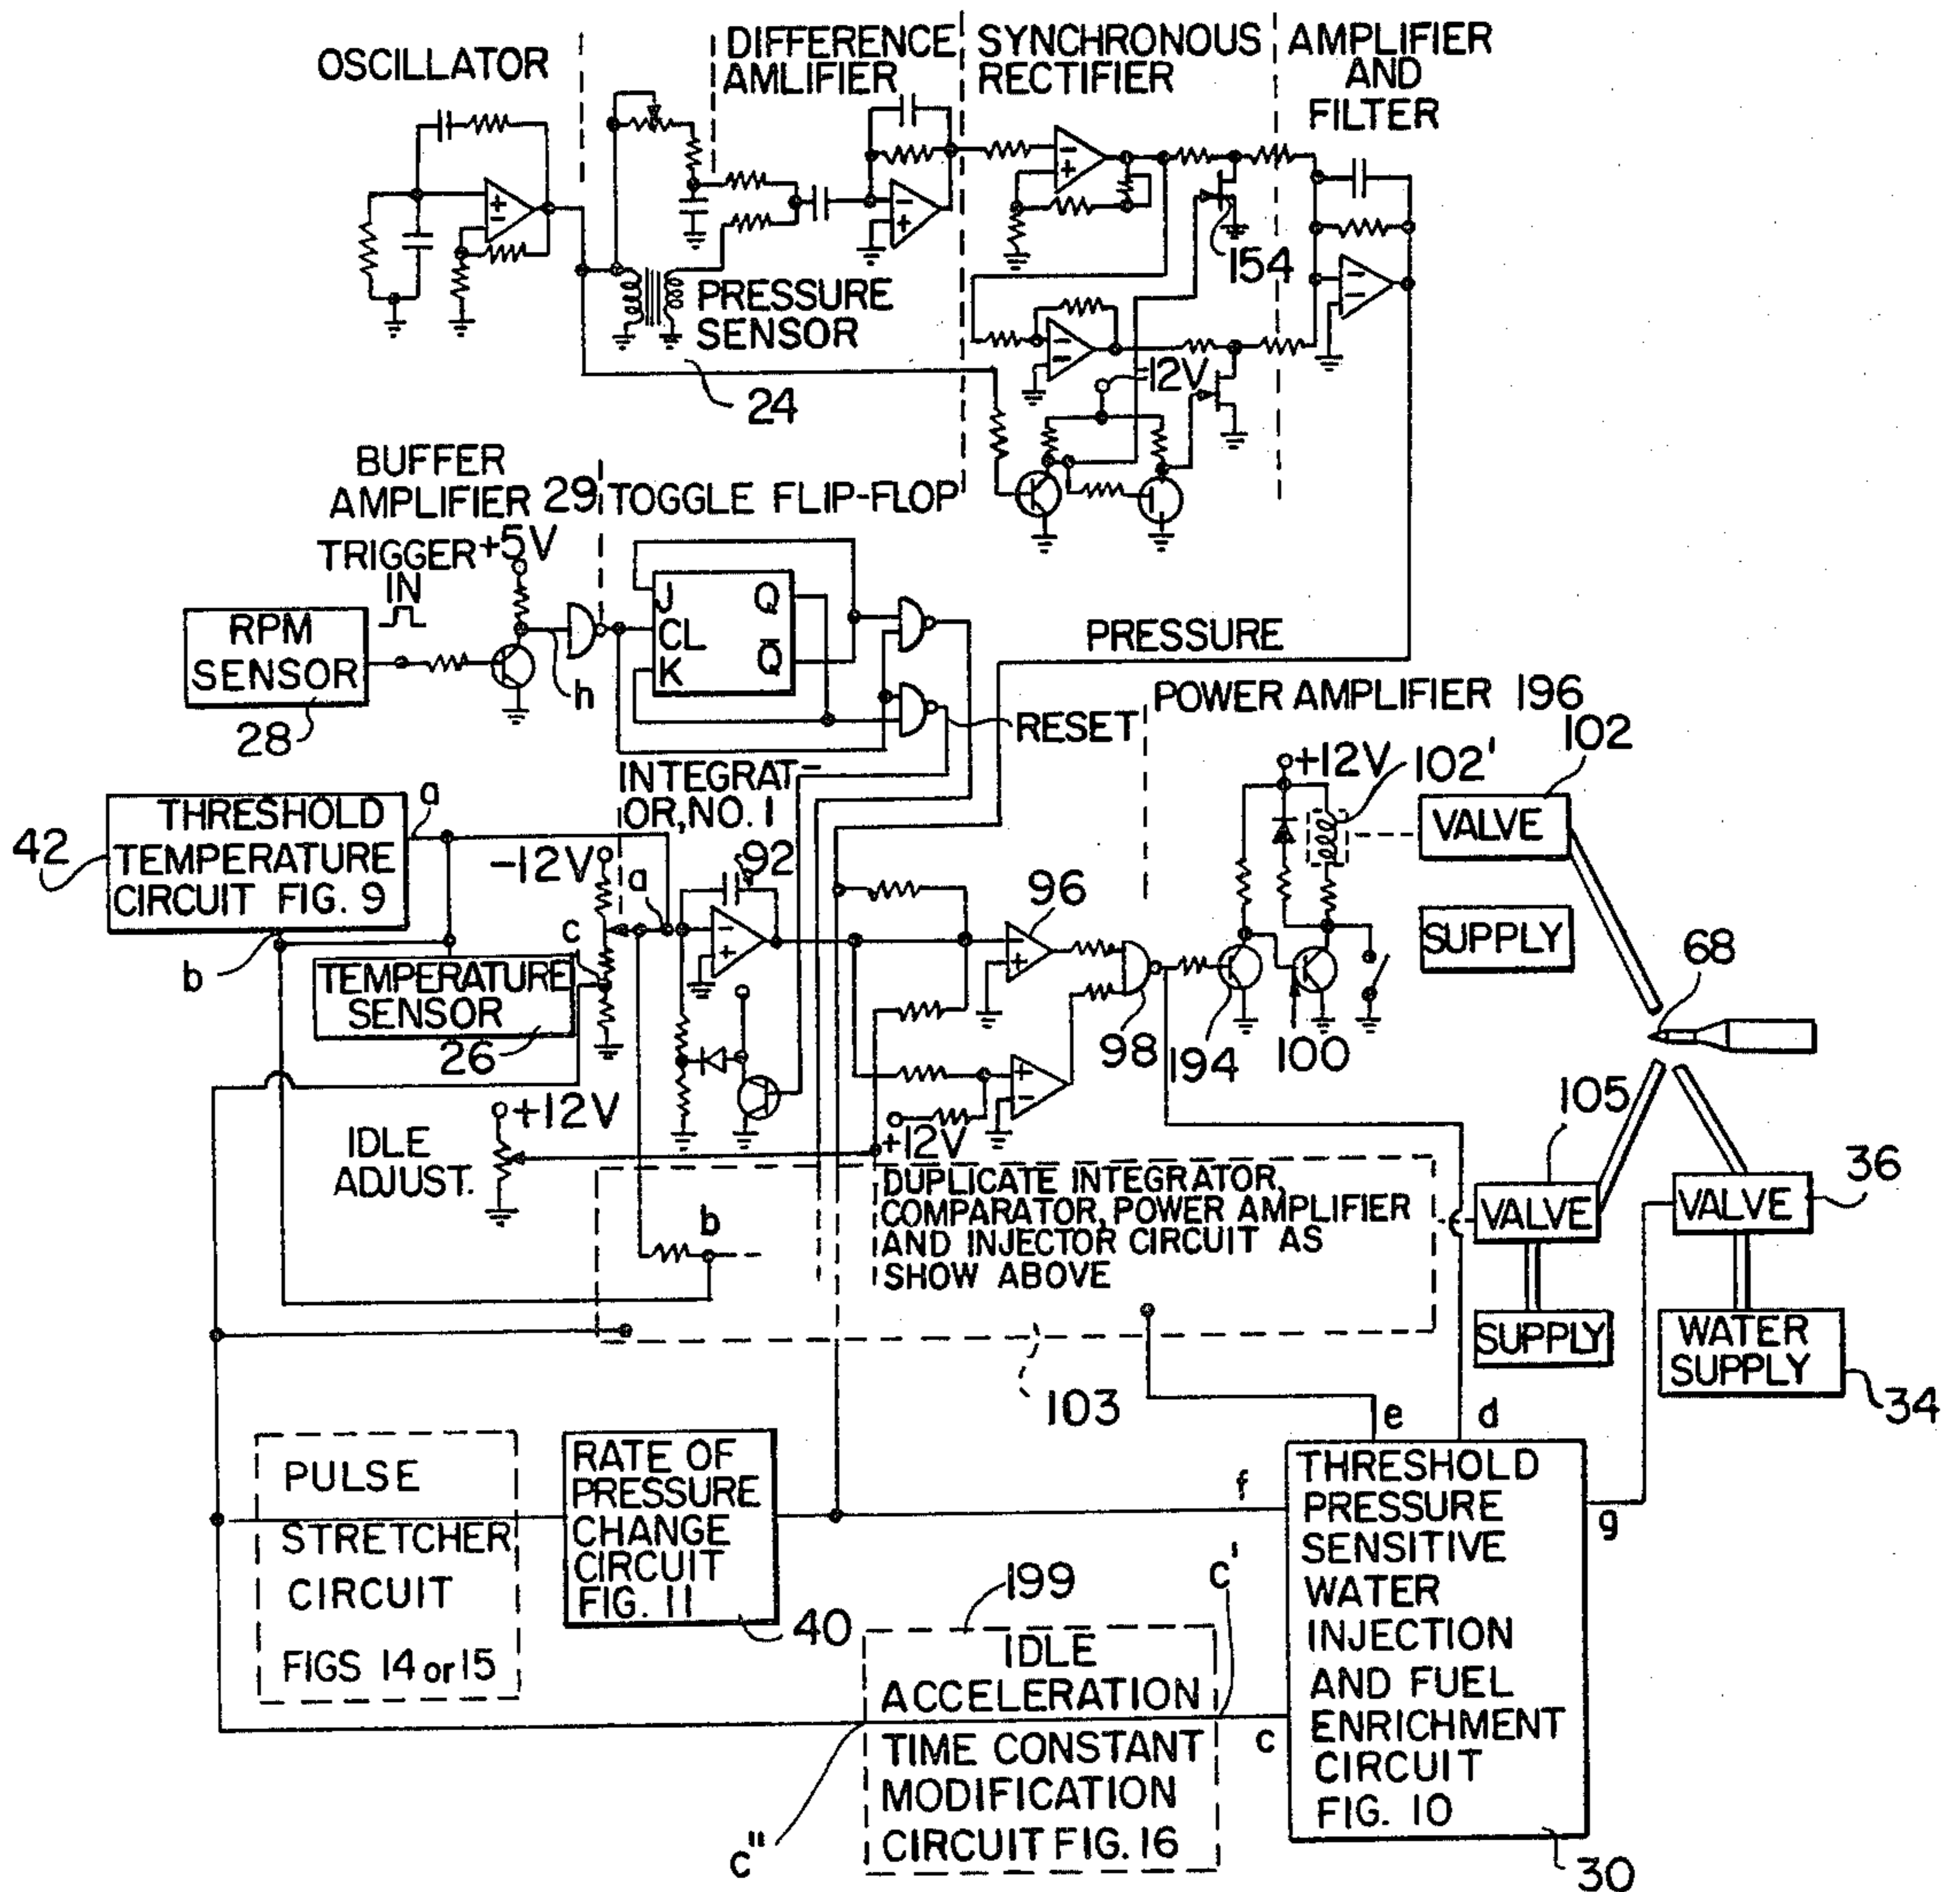 OSCILLATOR
DIFFERENCE
AMLIFIER
SYNCHRONOUS
RECTIFIER
AMPLIFIER
AND
FILTER
+
-
-
+
-
+
154
-
-
PRESSURE
SENSOR
-
-
12V
24
BUFFER
AMPLIFIER 29
TOGGLE FLIP-FLOP
TRIGGER
+5V
IN
RPM
SENSOR
28
h
J
CL
K
Q
Q̅
PRESSURE
RESET
POWER AMPLIFIER 196
102
+12V
102'
VALVE
SUPPLY
68
INTEGRAT-
OR, NO. 1
THRESHOLD
TEMPERATURE
CIRCUIT FIG. 9
42
a
b
-12V
a
c
92
-
+
96
-
+
TEMPERATURE
SENSOR
26
98
194
100
105
+
-
+12V
+12V
IDLE
ADJUST.
b
DUPLICATE INTEGRATOR,
COMPARATOR, POWER AMPLIFIER
AND INJECTOR CIRCUIT AS
SHOW ABOVE
VALVE
SUPPLY
VALVE
36
WATER
SUPPLY
34
103
e
d
PULSE
STRETCHER
CIRCUIT
FIGS 14 or 15
RATE OF
PRESSURE
CHANGE
CIRCUIT
FIG. 11
40
f
g
c
c'
c"
199
IDLE
ACCELERATION
TIME CONSTANT
MODIFICATION
CIRCUIT FIG. 16
THRESHOLD
PRESSURE
SENSITIVE
WATER
INJECTION
AND FUEL
ENRICHMENT
CIRCUIT
FIG. 10
30